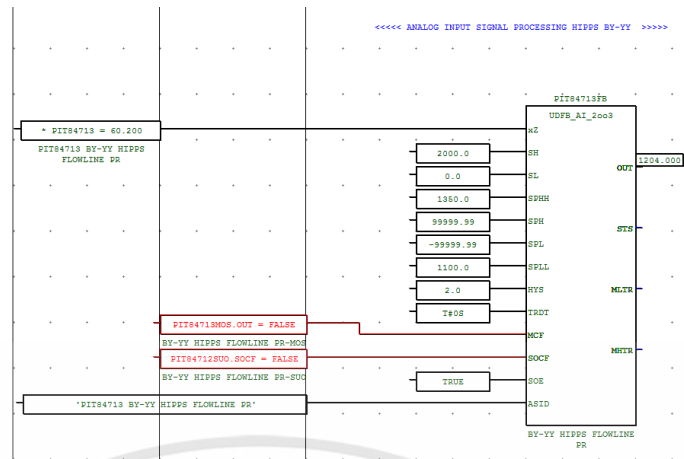 <<<<< ANALOG INPUT SIGNAL PROCESSING HIPPS BY-YY >>>>>
PIT84713FB
UDFB_AI_2oo3
* PIT84713 = 60.200
xZ
PIT84713 BY-YY HIPPS
FLOWLINE PR
2000.0
SH
OUT
1204.000
0.0
SL
1350.0
SPHH
99999.99
SPH
STS
-99999.99
SPL
1100.0
SPLL
2.0
HYS
MLTR
T#0S
TRDT
PIT84713MOS.OUT = FALSE
MCF
BY-YY HIPPS FLOWLINE PR-MOS
MHTR
PIT84712SUO.SOCF = FALSE
SOCF
BY-YY HIPPS FLOWLINE PR-SUO
TRUE
SOE
'PIT84713 BY-YY HIPPS FLOWLINE PR'
ASID
BY-YY HIPPS FLOWLINE
PR